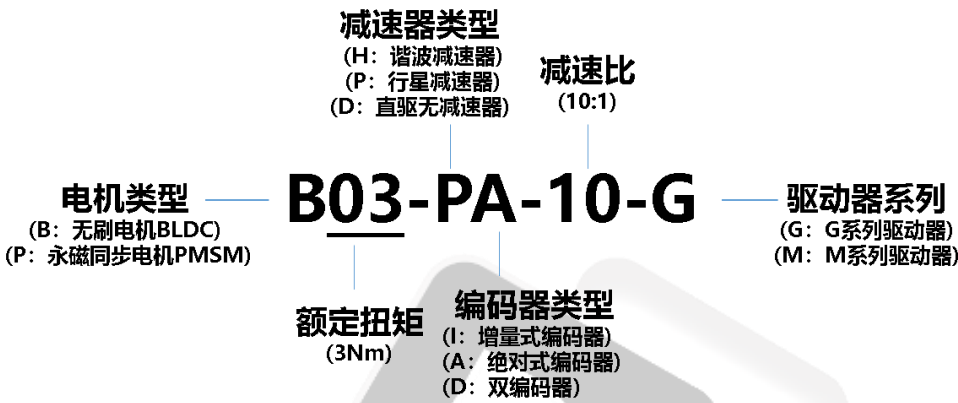 减速器类型
(H：谐波减速器)
(P：行星减速器)
(D：直驱无减速器)
减速比
(10:1)
电机类型
(B：无刷电机BLDC)
(P：永磁同步电机PMSM)
B03-PA-10-G
驱动器系列
(G：G系列驱动器)
(M：M系列驱动器)
额定扭矩
(3Nm)
编码器类型
(I：增量式编码器)
(A：绝对式编码器)
(D：双编码器)